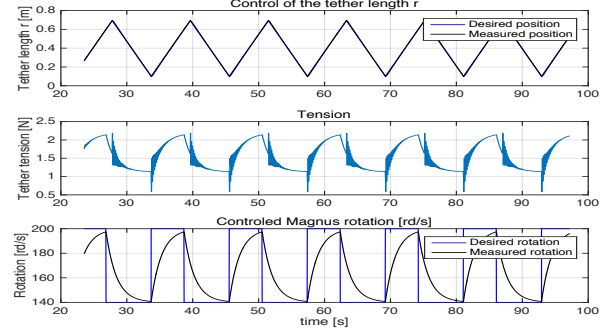 Control of the tether length r
Tether length r [m]
0.8
0.6
0.4
0.2
0
Desired position
Measured position
20 30 40 50 60 70 80 90 100
Tension
Tether tension [N]
2.5
2
1.5
1
0.5
20 30 40 50 60 70 80 90 100
Controled Magnus rotation [rd/s]
Rotation [rd/s]
200
180
160
140
Desired rotation
Measured rotation
20 30 40 50 60 70 80 90 100
time [s]